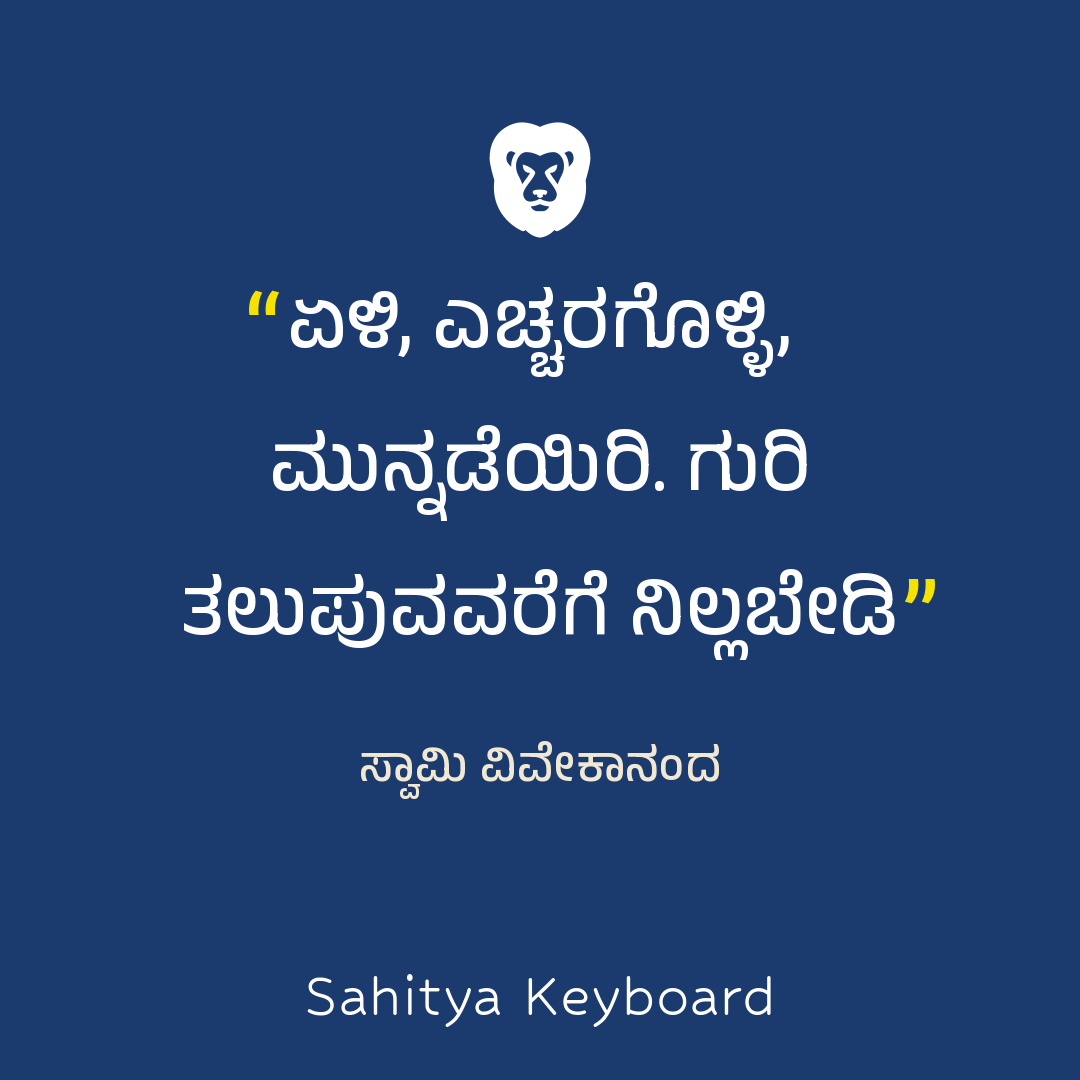 “ಏಳಿ, ಎಚ್ಚರಗೊಳ್ಳಿ,
ಮುನ್ನಡೆಯಿರಿ. ಗುರಿ
ತಲುಪುವವರೆಗೆ ನಿಲ್ಲಬೇಡಿ”
ಸ್ವಾಮಿ ವಿವೇಕಾನಂದ
Sahitya Keyboard